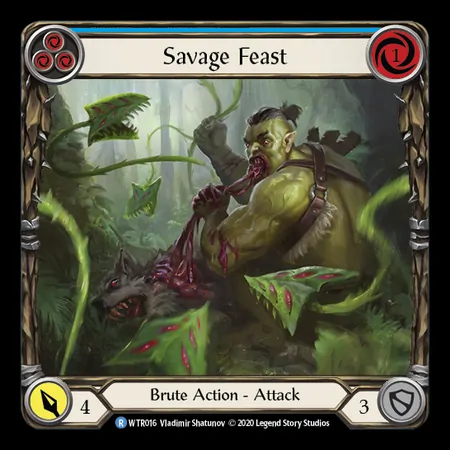 Savage Feast
1
Brute Action - Attack
4
3
R WTR016 Vladimir Shatunov © 2020 Legend Story Studios